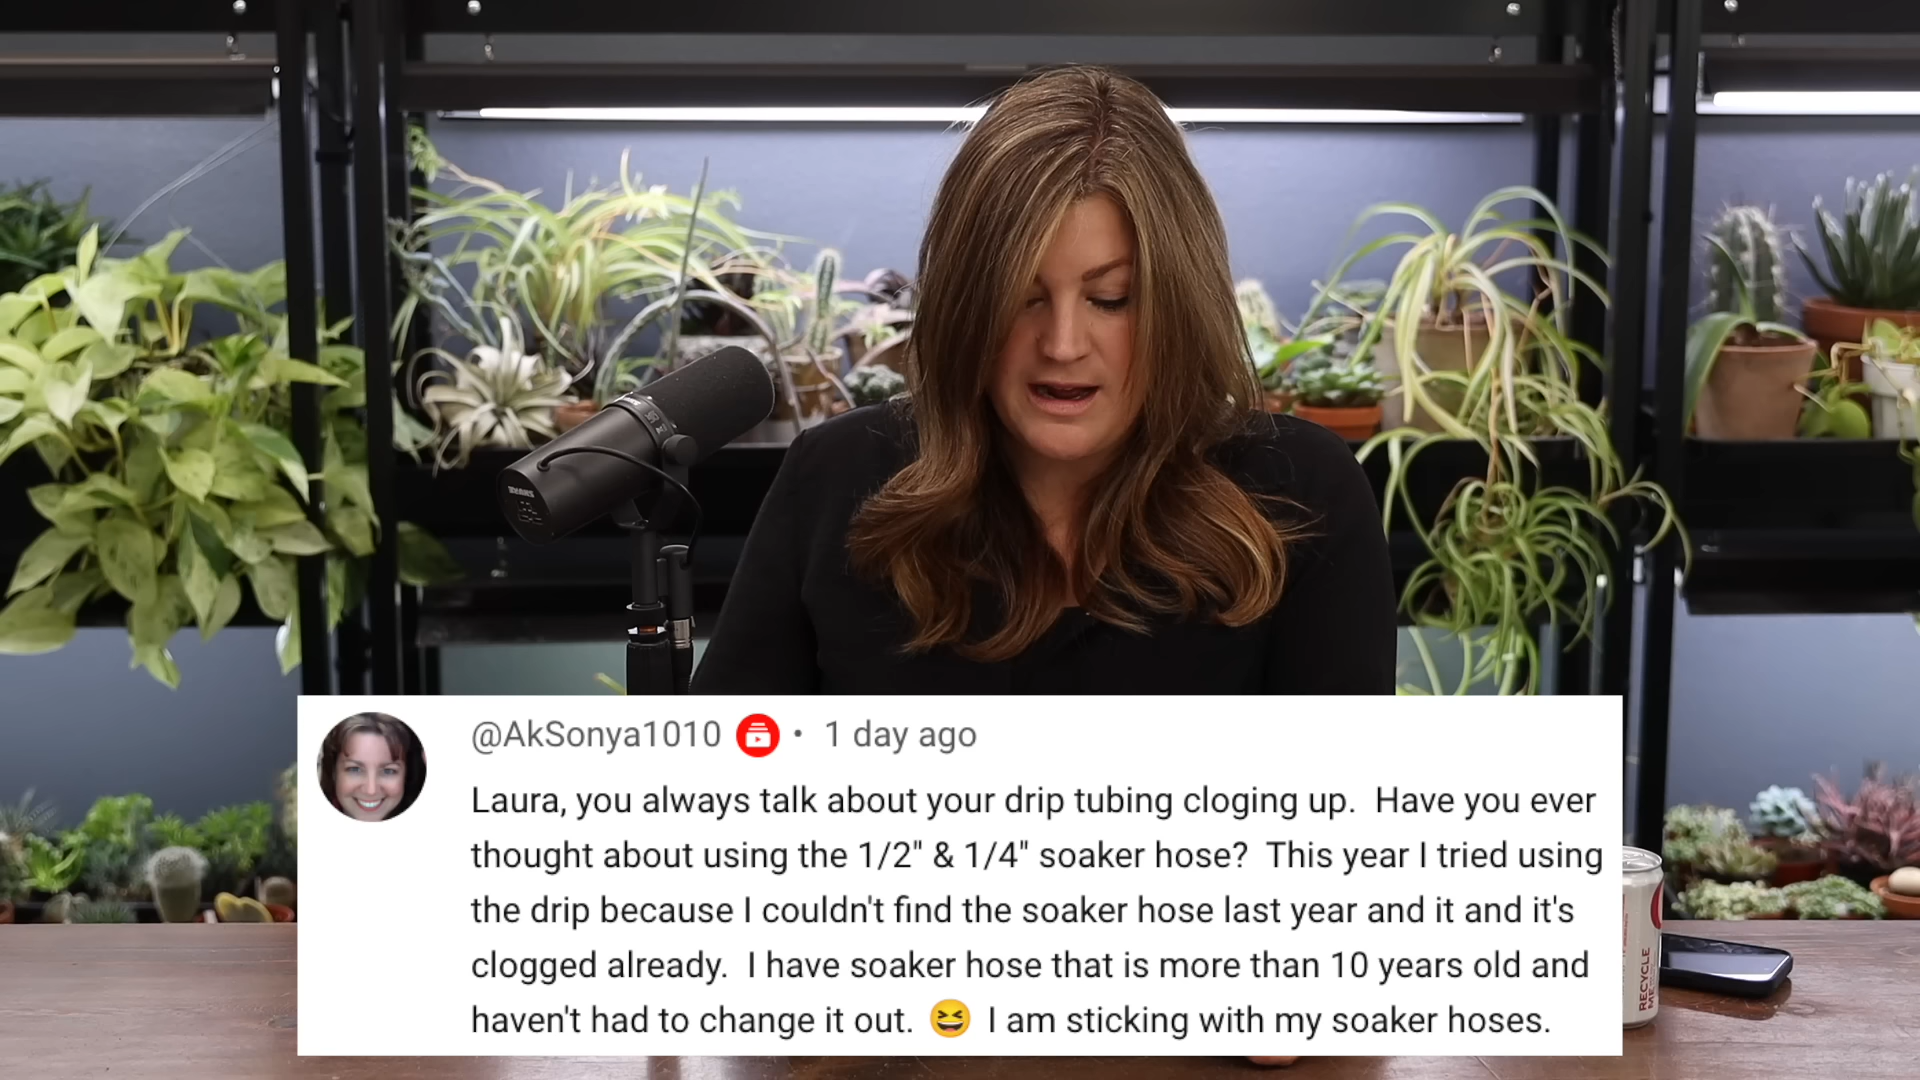 @AkSonya1010 • 1 day ago
Laura, you always talk about your drip tubing cloging up. Have you ever
thought about using the 1/2" & 1/4" soaker hose? This year I tried using
the drip because I couldn't find the soaker hose last year and it and it's
clogged already. I have soaker hose that is more than 10 years old and
haven't had to change it out. 😆 I am sticking with my soaker hoses.
SHURE
RECYCLE
ME